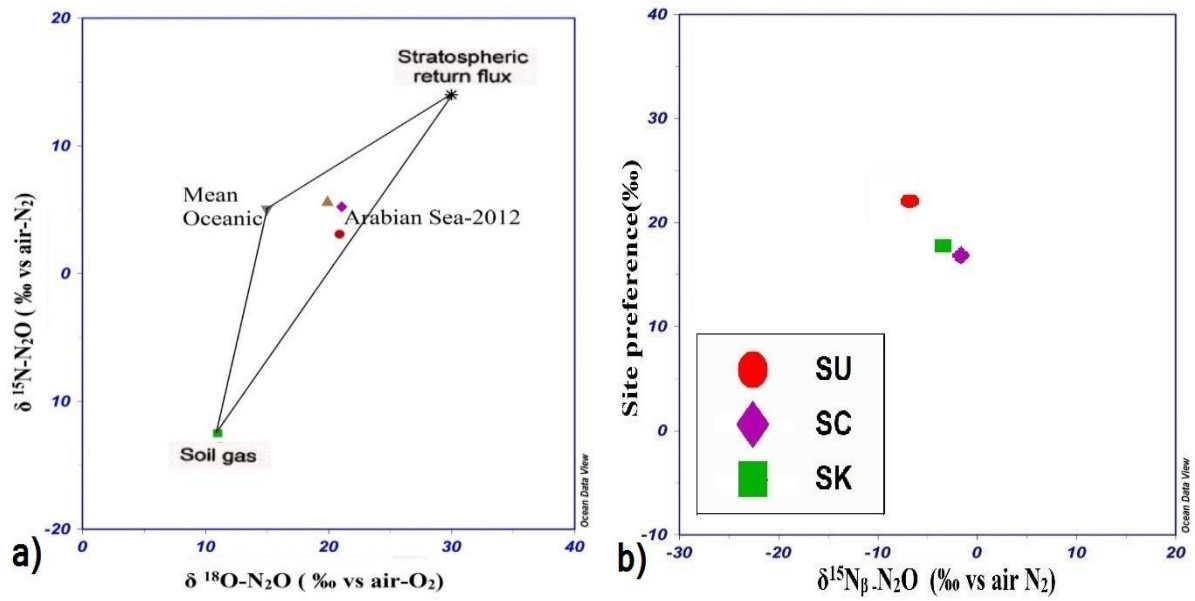 20
10
0
10
-20
0
10
20
30
40
δ ¹⁵N-N₂O ( ‰ vs air-N₂)
δ ¹⁸O-N₂O ( ‰ vs air-O₂)
Stratospheric
return flux
Mean
Oceanic
Arabian Sea-2012
Soil gas
Ocean Data View
a)
40
30
20
10
0
-10
-30
-20
-10
0
10
20
Site preference(‰)
δ¹⁵Nβ-N₂O (‰ vs air N₂)
SU
SC
SK
Ocean Data View
b)